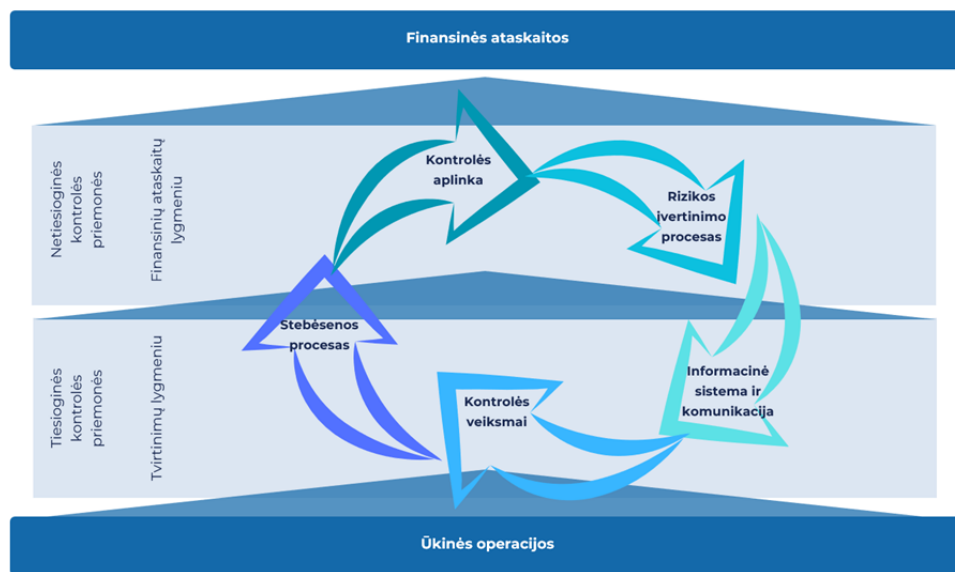 Finansinės ataskaitos
Netiesioginės
kontrolės
priemonės
Finansinių ataskaitų
lygmeniu
Kontrolės
aplinka
Rizikos
įvertinimo
procesas
Stebėsenos
procesas
Tiesioginės
kontrolės
priemonės
Tvirtinimų lygmeniu
Kontrolės
veiksmai
Informacinė
sistema ir
komunikacija
Ūkinės operacijos